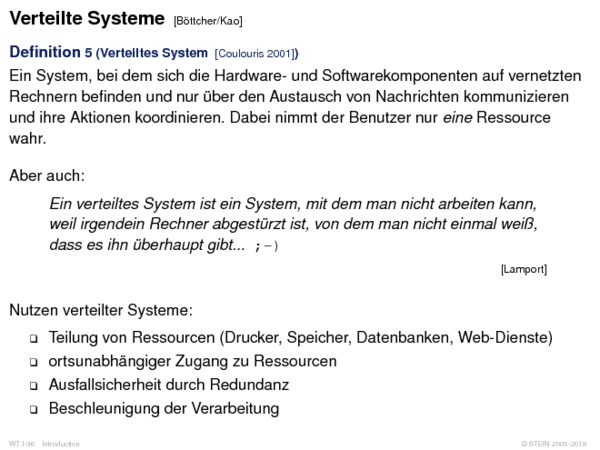 Verteilte Systeme [Böttcher/Kao]
Definition 5 (Verteiltes System [Coulouris 2001])
Ein System, bei dem sich die Hardware- und Softwarekomponenten auf vernetzten
Rechnern befinden und nur über den Austausch von Nachrichten kommunizieren
und ihre Aktionen koordinieren. Dabei nimmt der Benutzer nur eine Ressource
wahr.
Aber auch:
Ein verteiltes System ist ein System, mit dem man nicht arbeiten kann,
weil irgendein Rechner abgestürzt ist, von dem man nicht einmal weiß,
dass es ihn überhaupt gibt... ;-)
[Lamport]
Nutzen verteilter Systeme:
❑ Teilung von Ressourcen (Drucker, Speicher, Datenbanken, Web-Dienste)
❑ ortsunabhängiger Zugang zu Ressourcen
❑ Ausfallsicherheit durch Redundanz
❑ Beschleunigung der Verarbeitung
WT:I-36 Introduction © STEIN 2005-2018